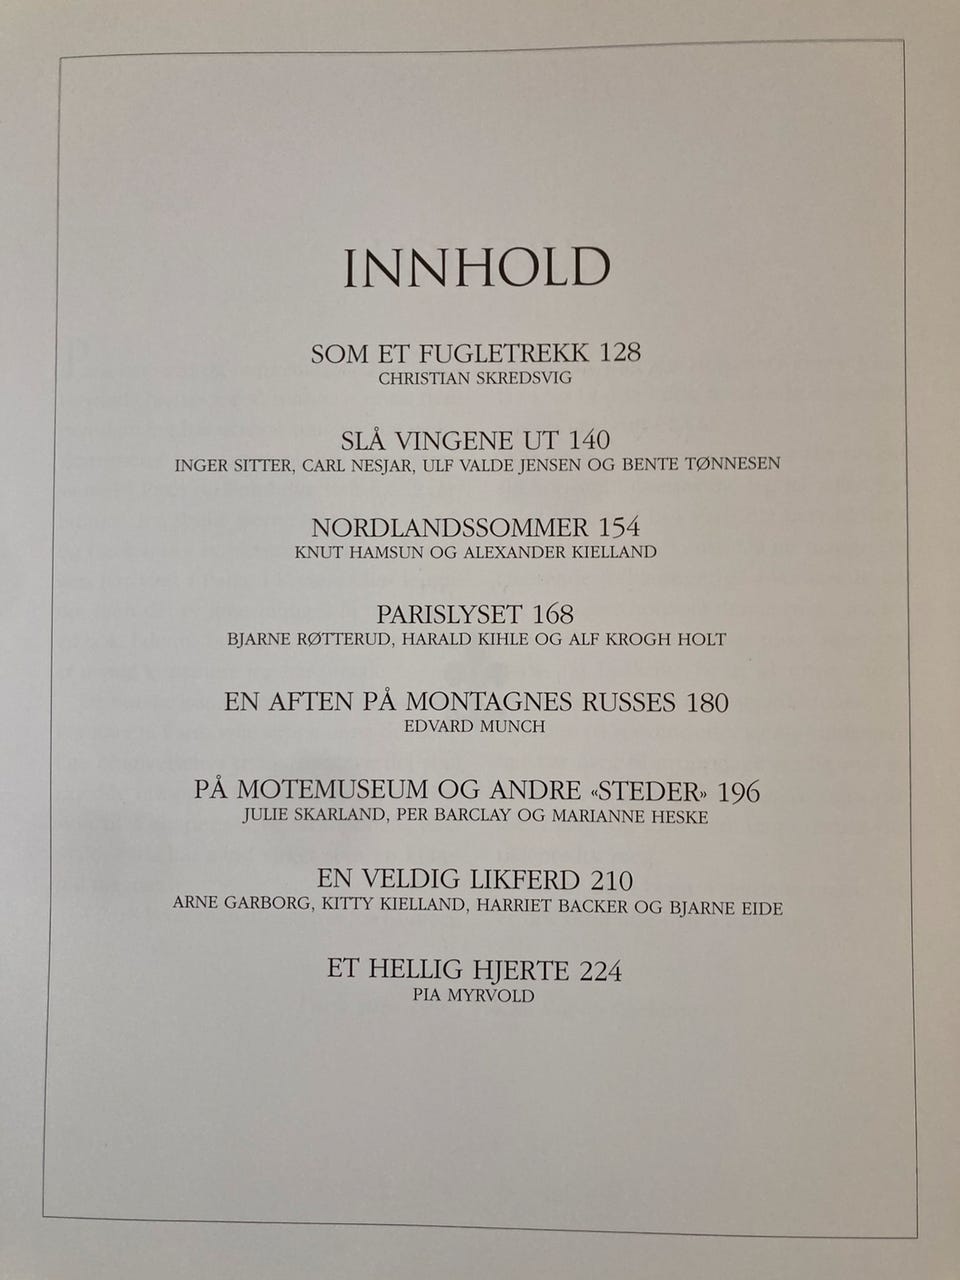 INNHOLD
SOM ET FUGLETREKK 128
CHRISTIAN SKREDSVIG
SLÅ VINGENE UT 140
INGER SITTER, CARL NESJAR, ULF VALDE JENSEN OG BENTE TØNNESEN
NORDLANDSSOMMER 154
KNUT HAMSUN OG ALEXANDER KIELLAND
PARISLYSET 168
BJARNE RØTTERUD, HARALD KIHLE OG ALF KROGH HOLT
EN AFTEN PÅ MONTAGNES RUSSES 180
EDVARD MUNCH
PÅ MOTEMUSEUM OG ANDRE «STEDER» 196
JULIE SKARLAND, PER BARCLAY OG MARIANNE HESKE
EN VELDIG LIKFERD 210
ARNE GARBORG, KITTY KIELLAND, HARRIET BACKER OG BJARNE EIDE
ET HELLIG HJERTE 224
PIA MYRVOLD